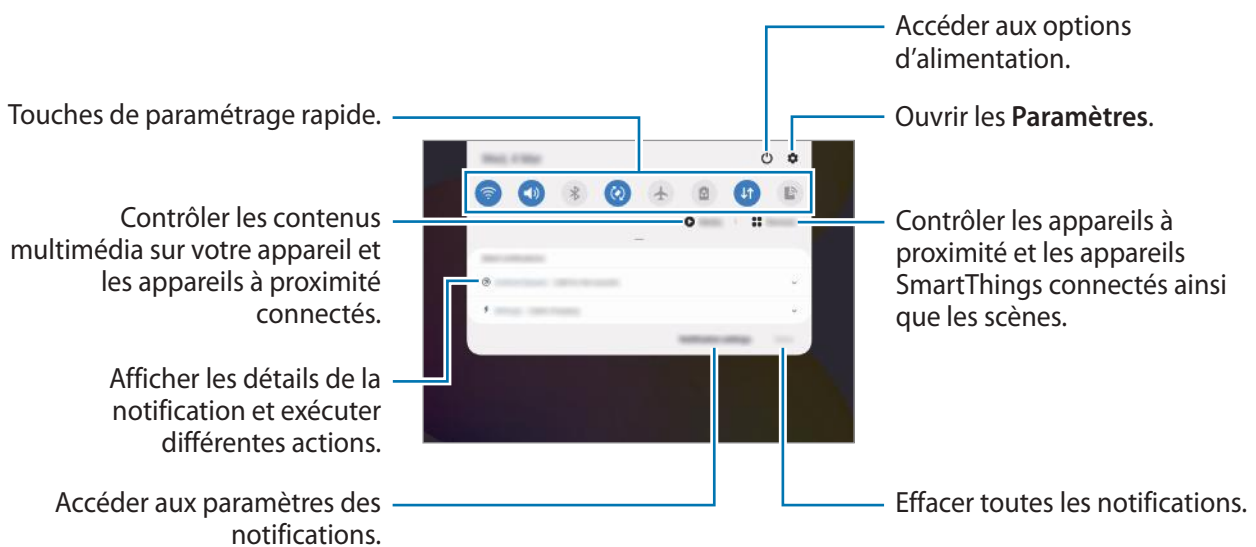 Accéder aux options
d’alimentation.
Touches de paramétrage rapide.
Ouvrir les Paramètres.
Contrôler les contenus
multimédia sur votre appareil et
les appareils à proximité
connectés.
Contrôler les appareils à
proximité et les appareils
SmartThings connectés ainsi
que les scènes.
Afficher les détails de la
notification et exécuter
différentes actions.
Accéder aux paramètres des
notifications.
Effacer toutes les notifications.